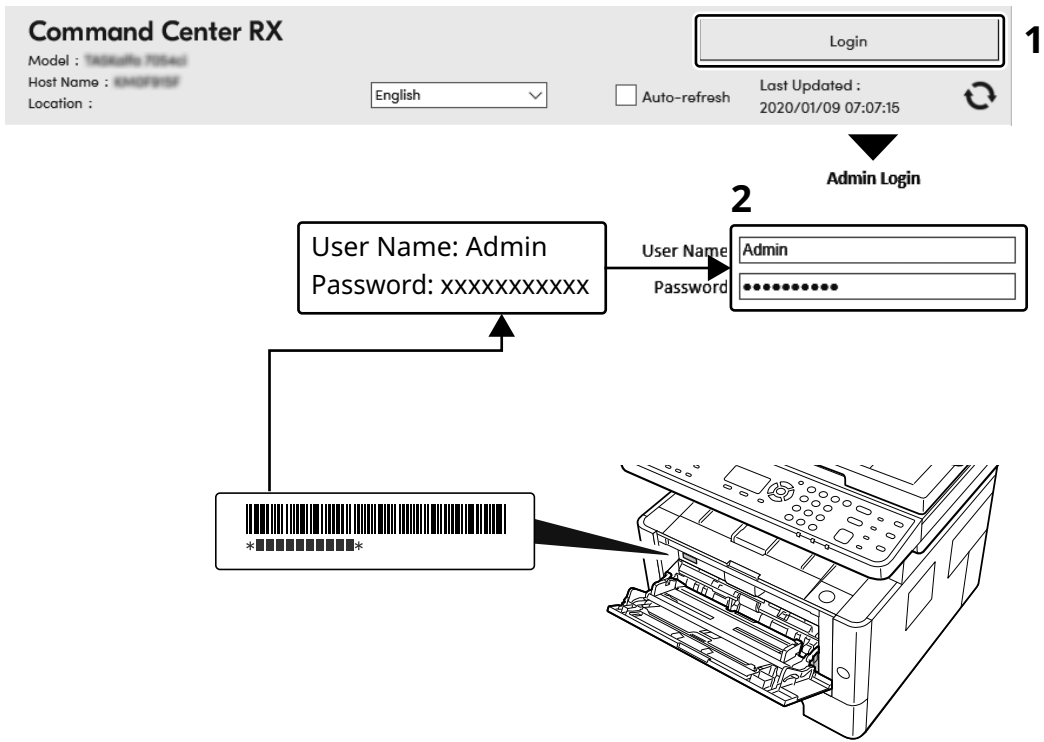 Command Center RX
Login
1
Model :
Host Name :
Location :
English
Auto-refresh
Last Updated :
2020/01/09 07:07:15
Admin Login
2
User Name: Admin
Password: xxxxxxxxxxx
User Name
Admin
Password
●●●●●●●●●●
*■■■■■■■■■■*